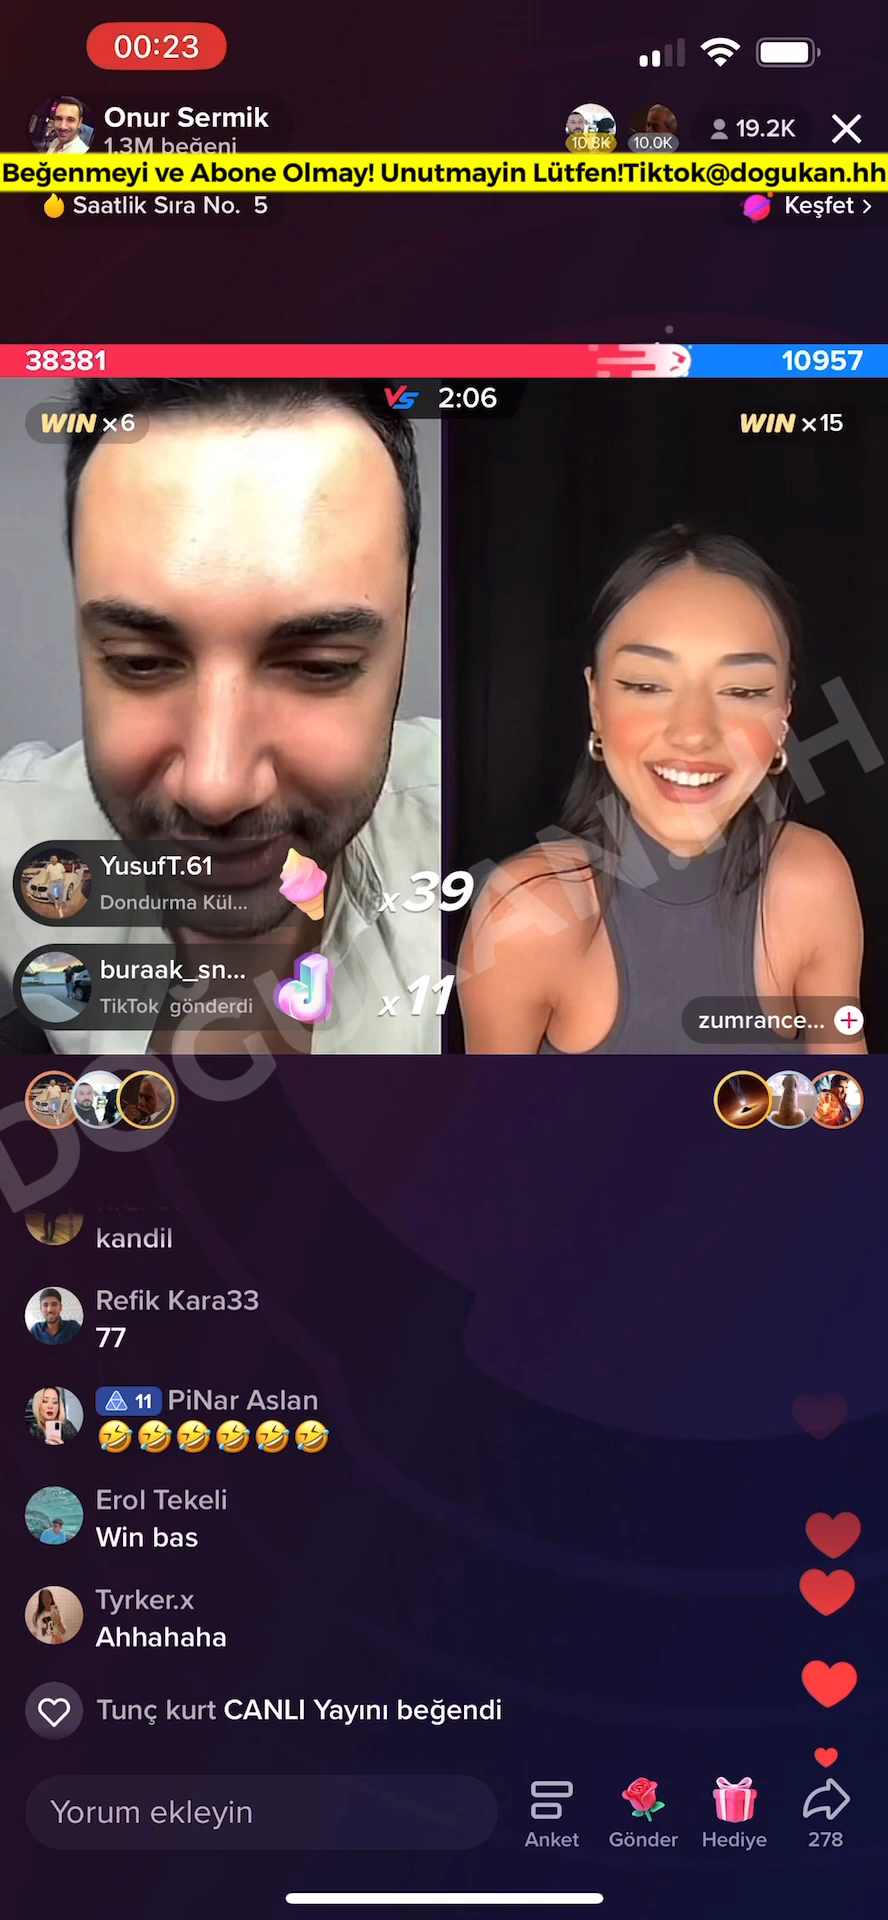 00:23
Onur Sermik
1.3M beğeni
10.8K
10.0K
19.2K
Beğenmeyi ve Abone Olmay! Unutmayin Lütfen!Tiktok@dogukan.hh
Saatlik Sıra No. 5
Keşfet >
38381
10957
VS 2:06
WIN x6
WIN x15
YusufT.61
Dondurma Kül...
x39
buraak_sn...
TikTok gönderdi
x11
zumrance...
DOĞUKAN.HH
kandil
Refik Kara33
77
11 PiNar Aslan
🤣🤣🤣🤣🤣🤣
Erol Tekeli
Win bas
Tyrker.x
Ahhahaha
Tunç kurt CANLI Yayını beğendi
Yorum ekleyin
Anket
Gönder
Hediye
278